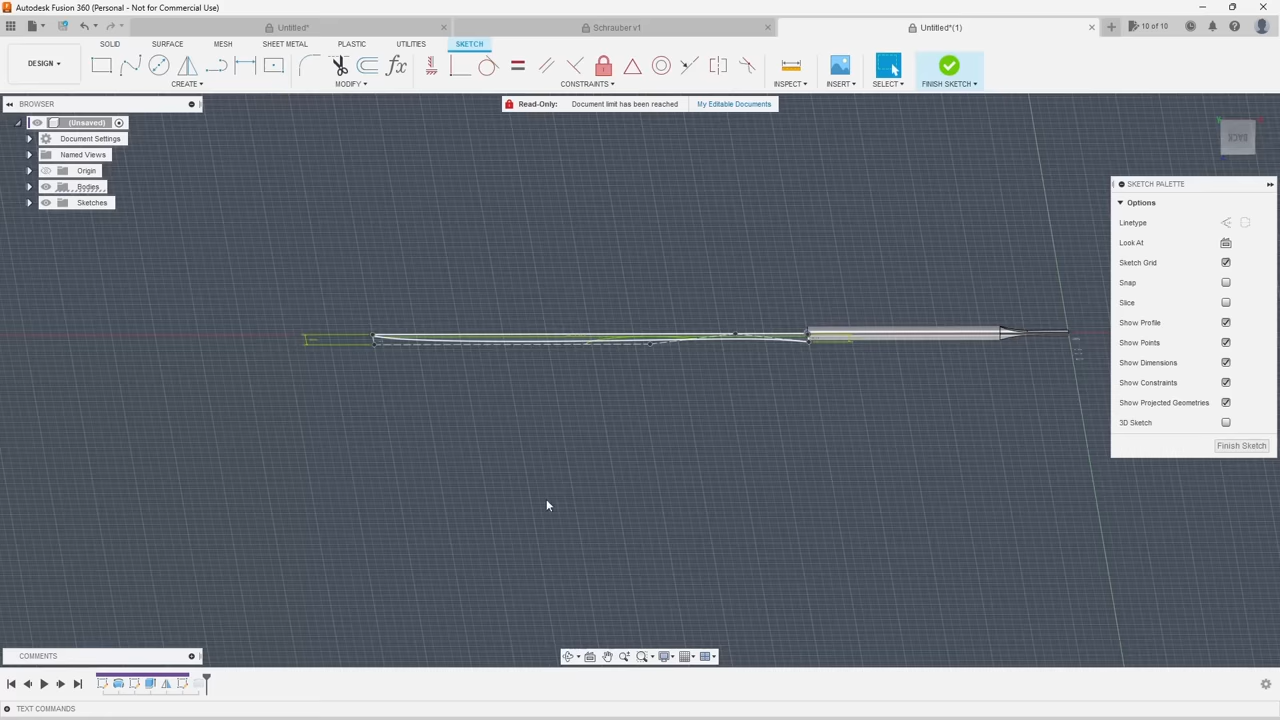 Autodesk Fusion 360 (Personal - Not for Commercial Use)
Untitled*
Schrauber v1
Untitled*(1)
10 of 10
DESIGN
SOLID
SURFACE
MESH
SHEET METAL
PLASTIC
UTILITIES
SKETCH
CREATE
MODIFY
CONSTRAINTS
INSPECT
INSERT
SELECT
FINISH SKETCH
BROWSER
Read-Only:
Document limit has been reached
My Editable Documents
(Unsaved)
Document Settings
Named Views
Origin
Bodies
Sketches
BACK
SKETCH PALETTE
Options
Linetype
Look At
Sketch Grid
Snap
Slice
Show Profile
Show Points
Show Dimensions
Show Constraints
Show Projected Geometries
3D Sketch
Finish Sketch
COMMENTS
TEXT COMMANDS